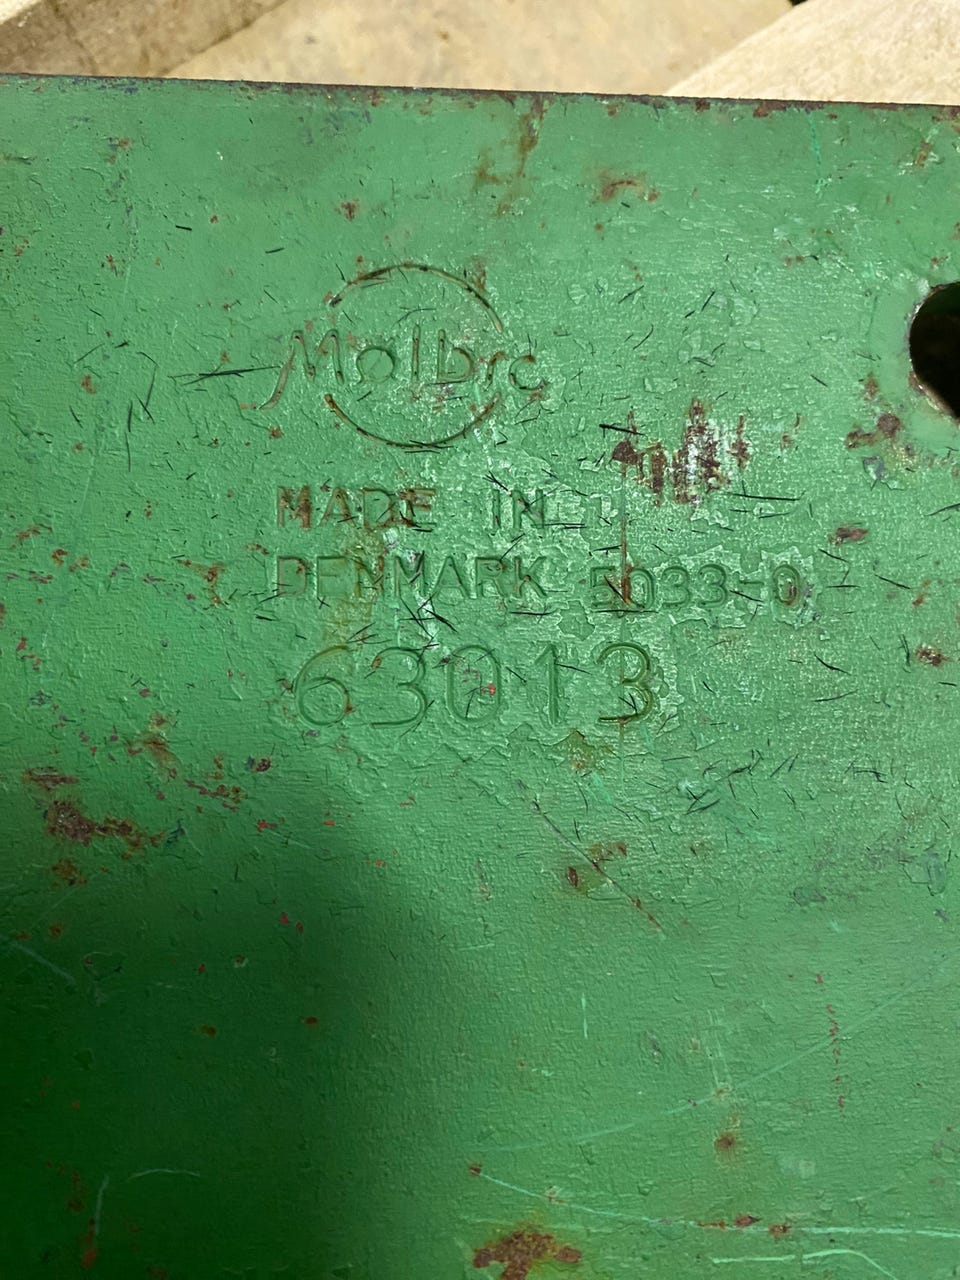 Molbro
MADE IN
DENMARK 5033-0
63013